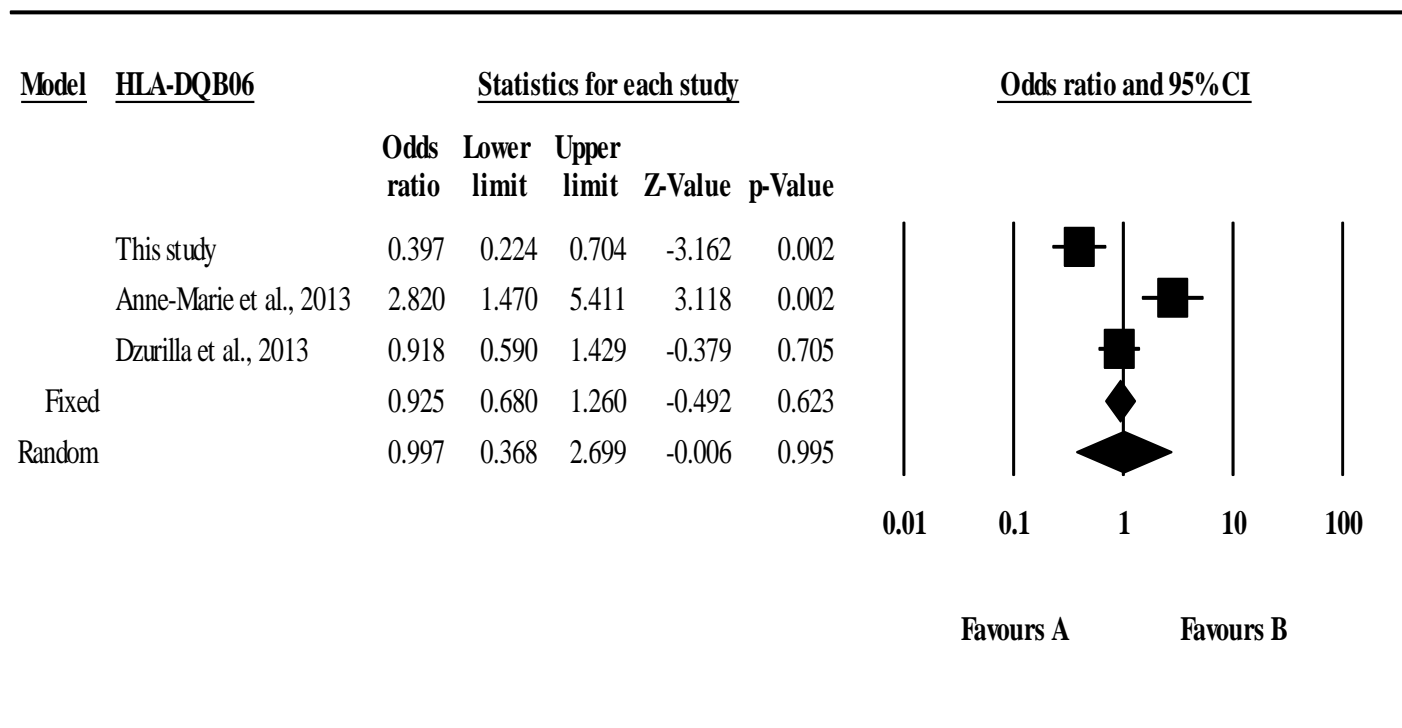 Model HLA-DQB06 Statistics for each study Odds ratio and 95% CI
Odds Lower Upper
ratio limit limit Z-Value p-Value
This study 0.397 0.224 0.704 -3.162 0.002
Anne-Marie et al., 2013 2.820 1.470 5.411 3.118 0.002
Dzurilla et al., 2013 0.918 0.590 1.429 -0.379 0.705
Fixed 0.925 0.680 1.260 -0.492 0.623
Random 0.997 0.368 2.699 -0.006 0.995
0.01 0.1 1 10 100
Favours A Favours B